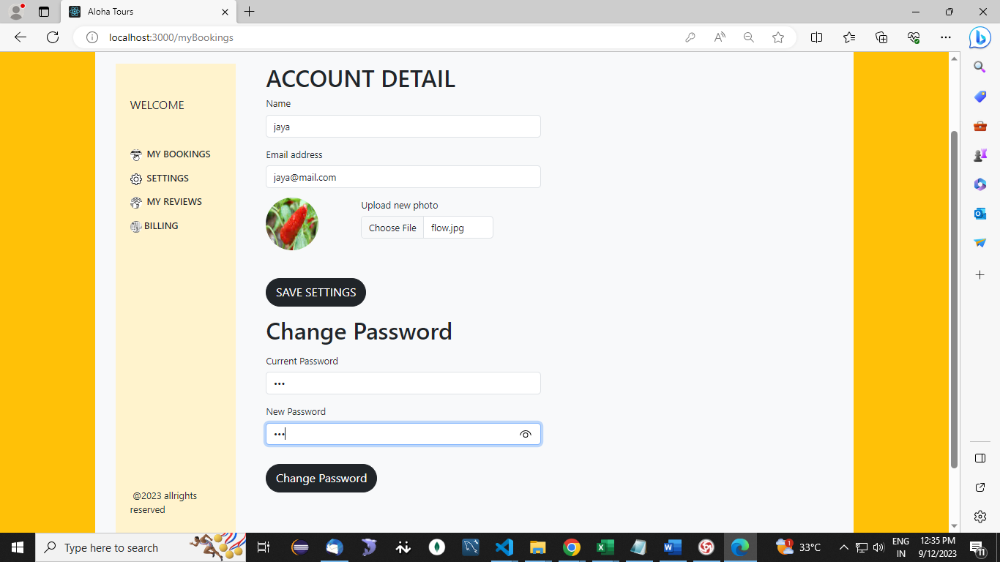 Aloha Tours
localhost:3000/myBookings
ACCOUNT DETAIL
WELCOME
Name
jaya
MY BOOKINGS
Email address
SETTINGS
jaya@mail.com
MY REVIEWS
Upload new photo
BILLING
Choose File flow.jpg
SAVE SETTINGS
Change Password
Current Password
•••
New Password
•••
Change Password
@2023 allrights
reserved
Type here to search
1
33°C
ENG
IN
12:35 PM
9/12/2023
11